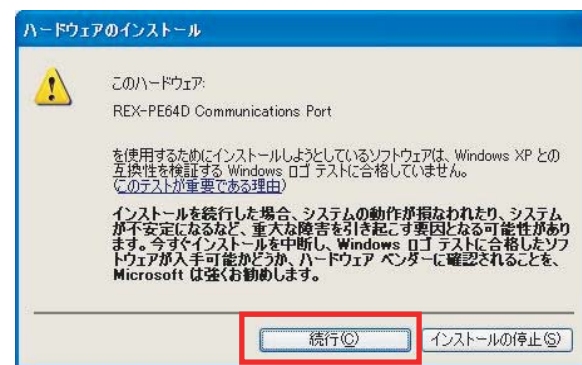 ハードウェアのインストール
このハードウェア:
REX-PE64D Communications Port
を使用するためにインストールしようとしているソフトウェアは、Windows XP との
互換性を検証する Windows ロゴ テストに合格していません。
(このテストが重要である理由)
インストールを続行した場合、システムの動作が損なわれたり、システム
が不安定になるなど、重大な障害を引き起こす要因となる可能性があり
ます。今すぐインストールを中断し、Windows ロゴ テストに合格したソフ
トウェアが入手可能かどうか、ハードウェア ベンダーに確認されることを、
Microsoft は強くお勧めします。
続行(C) インストールの停止(S)